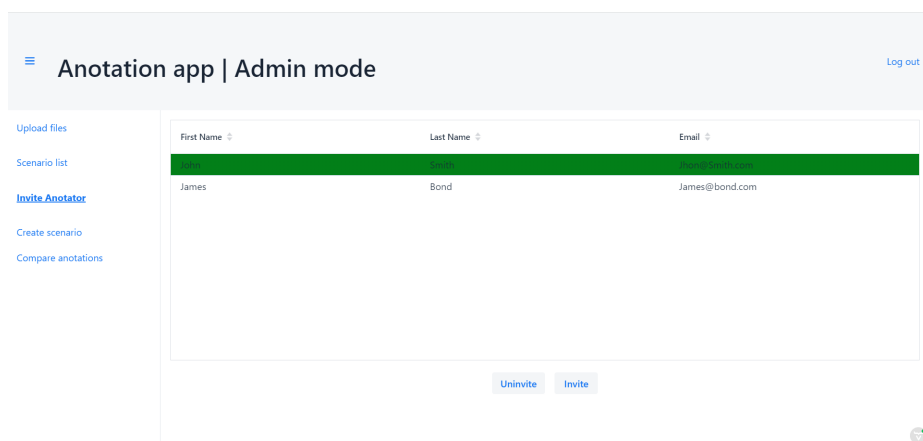 Anotation app | Admin mode
Log out
Upload files
Scenario list
Invite Anotator
Create scenario
Compare anotations
First Name Last Name Email
John Smith Jhon@Smith.com
James Bond James@bond.com
Uninvite Invite